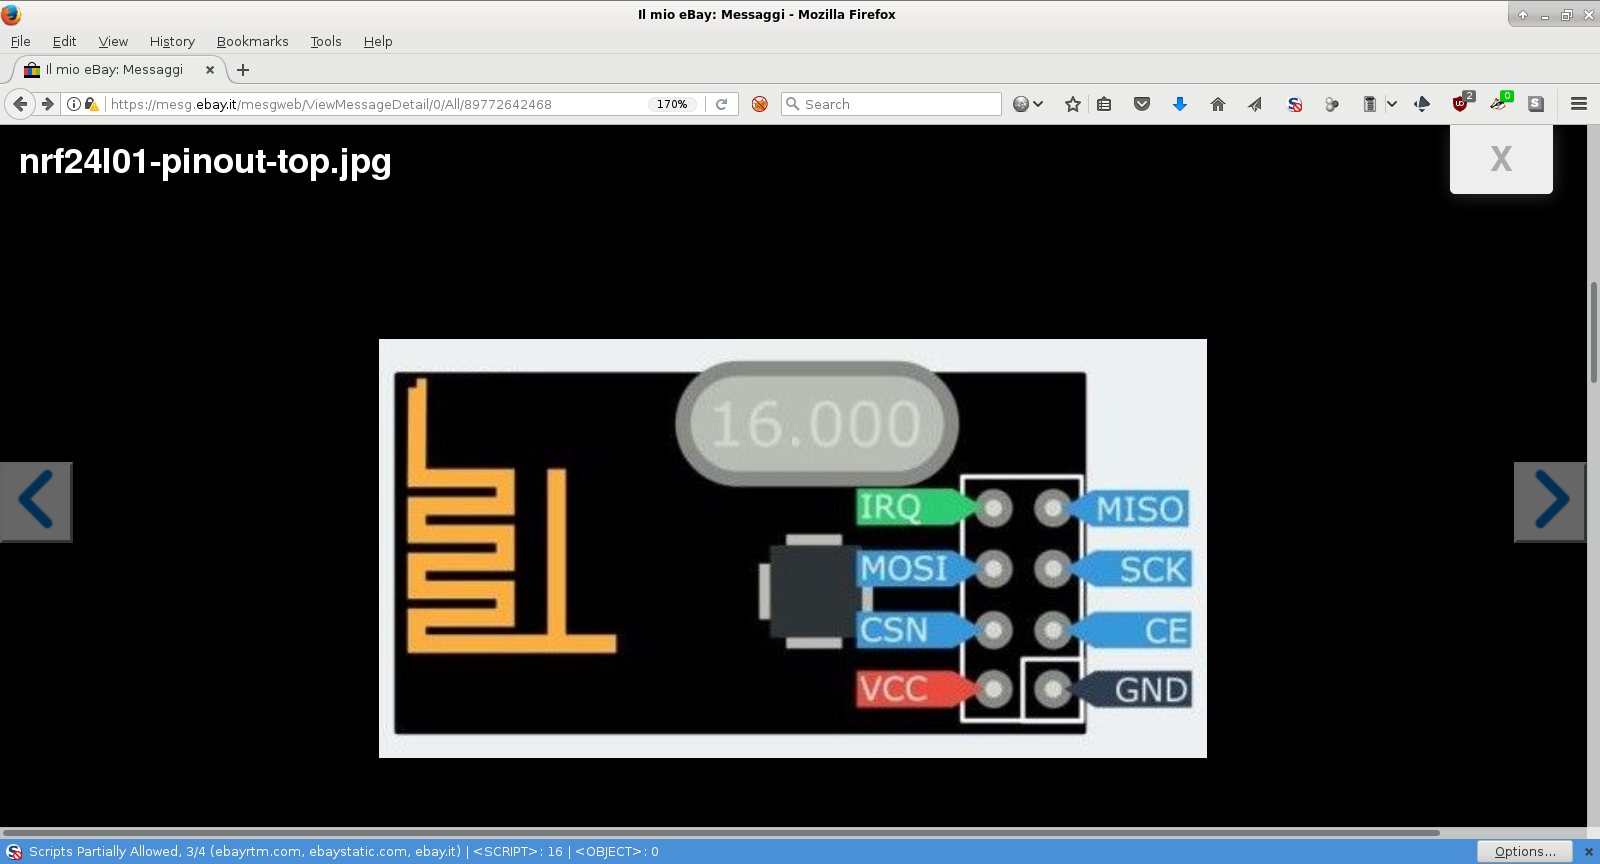 Il mio eBay: Messaggi - Mozilla Firefox
File Edit View History Bookmarks Tools Help
Il mio eBay: Messaggi
https://mesg.ebay.it/mesgweb/ViewMessageDetail/0/All/89772642468 170% Search 2 0 S
nrf24l01-pinout-top.jpg X
16.000
IRQ MISO
MOSI SCK
CSN CE
VCC GND
Scripts Partially Allowed, 3/4 (ebayrtm.com, ebaystatic.com, ebay.it) | <SCRIPT>: 16 | <OBJECT>: 0 Options...